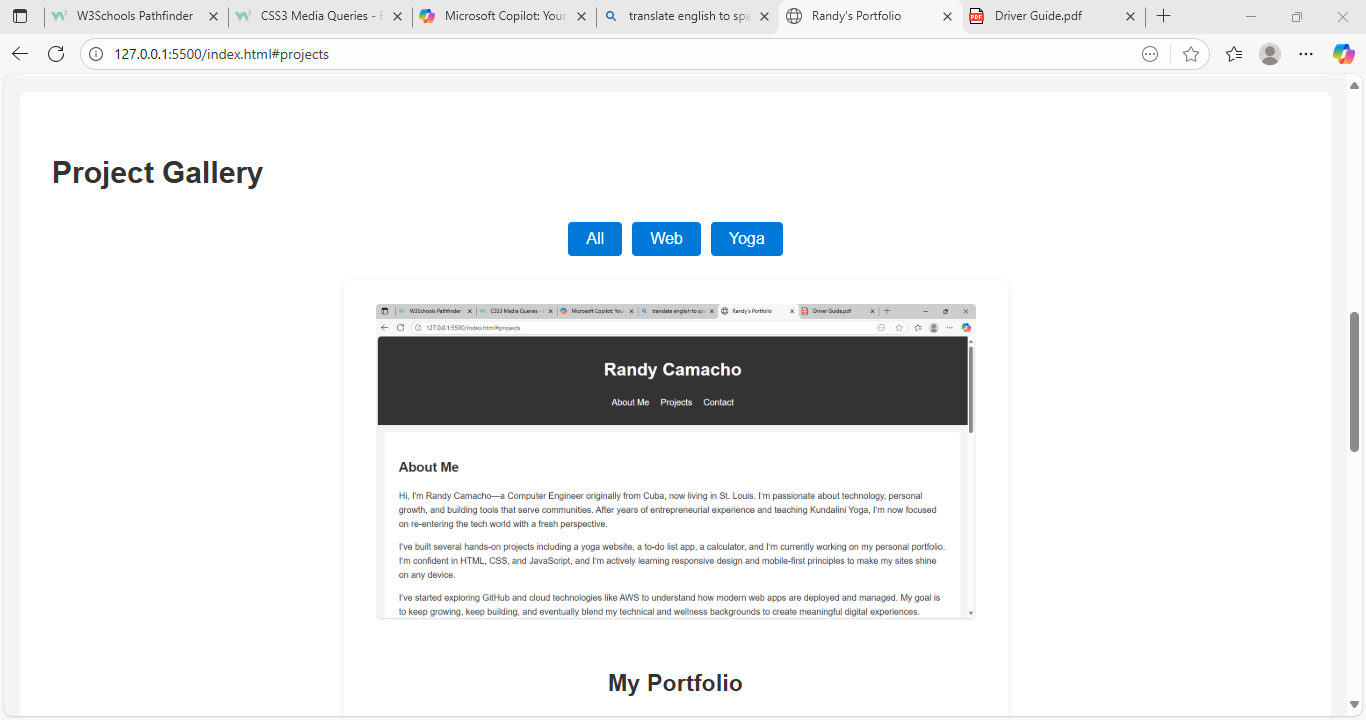 W3Schools Pathfinder
CSS3 Media Queries - E
Microsoft Copilot: Your
translate english to spa
Randy's Portfolio
PDF
Driver Guide.pdf
127.0.0.1:5500/index.html#projects
Project Gallery
All
Web
Yoga
W3Schools Pathfinder
CSS3 Media Queries -
Microsoft Copilot: You
translate english to sp
Randy's Portfolio
Driver Guide.pdf
127.0.0.1:5500/index.html#projects
Randy Camacho
About Me Projects Contact
About Me
Hi, I'm Randy Camacho—a Computer Engineer originally from Cuba, now living in St. Louis. I'm passionate about technology, personal
growth, and building tools that serve communities. After years of entrepreneurial experience and teaching Kundalini Yoga, I'm now focused
on re-entering the tech world with a fresh perspective.
I've built several hands-on projects including a yoga website, a to-do list app, a calculator, and I'm currently working on my personal portfolio.
I'm confident in HTML, CSS, and JavaScript, and I'm actively learning responsive design and mobile-first principles to make my sites shine
on any device.
I've started exploring GitHub and cloud technologies like AWS to understand how modern web apps are deployed and managed. My goal is
to keep growing, keep building, and eventually blend my technical and wellness backgrounds to create meaningful digital experiences.
My Portfolio